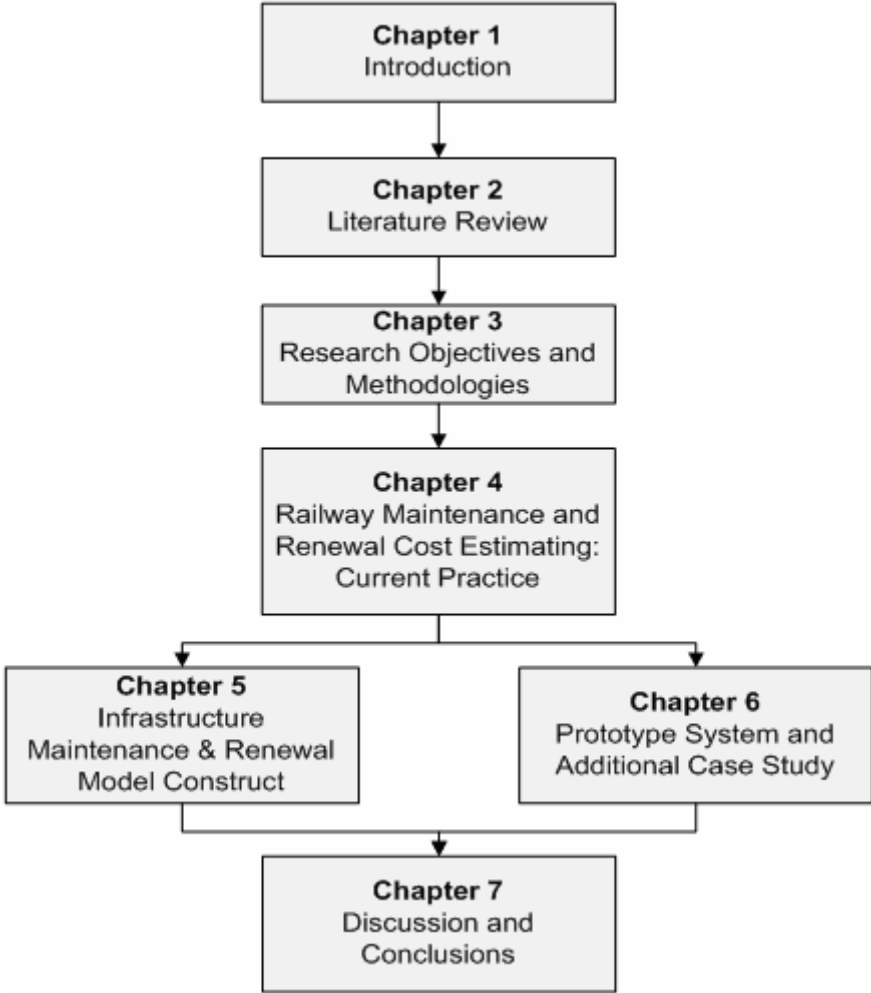 Chapter 1
Introduction
Chapter 2
Literature Review
Chapter 3
Research Objectives and
Methodologies
Chapter 4
Railway Maintenance and
Renewal Cost Estimating:
Current Practice
Chapter 5
Infrastructure
Maintenance & Renewal
Model Construct
Chapter 6
Prototype System and
Additional Case Study
Chapter 7
Discussion and
Conclusions